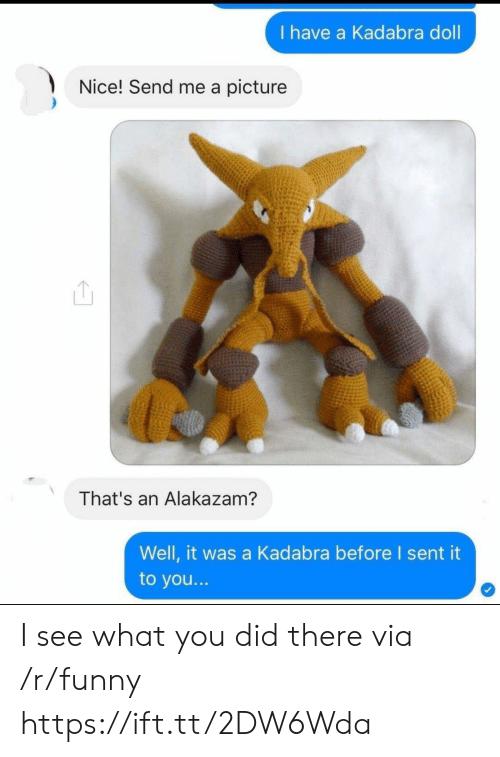 I have a Kadabra doll
Nice! Send me a picture
That's an Alakazam?
Well, it was a Kadabra before I sent it
to you...
I see what you did there via
/r/funny
https://ift.tt/2DW6Wda